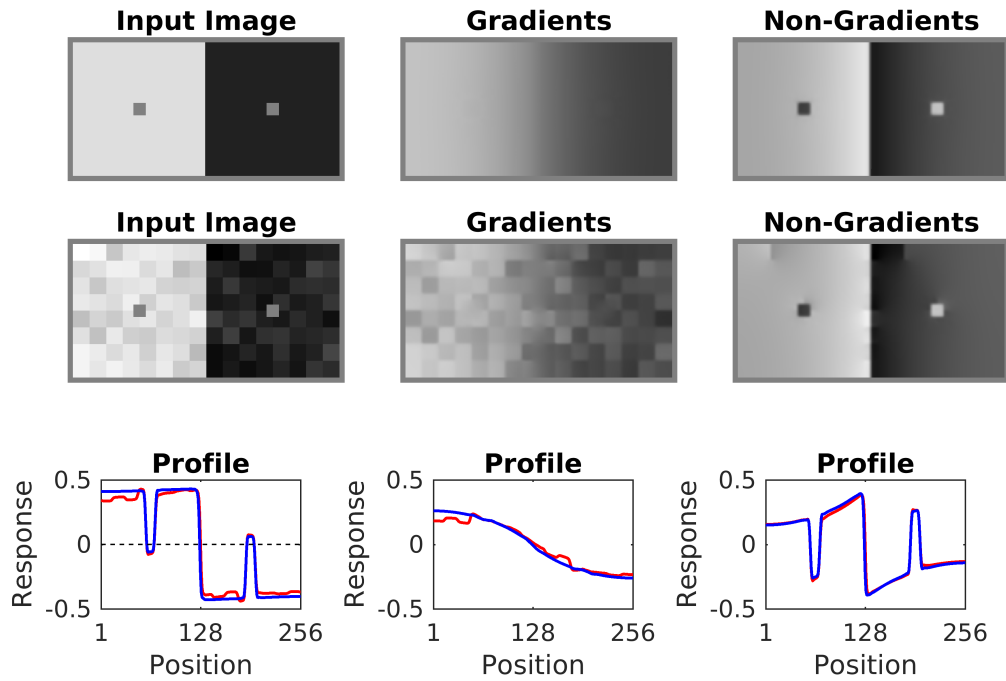 Input Image
Gradients
Non-Gradients
Input Image
Gradients
Non-Gradients
Profile
Profile
Profile
Response
0.5
0
-0.5
1
128
256
Position
Response
0.5
0
-0.5
1
128
256
Position
Response
0.5
0
-0.5
1
128
256
Position